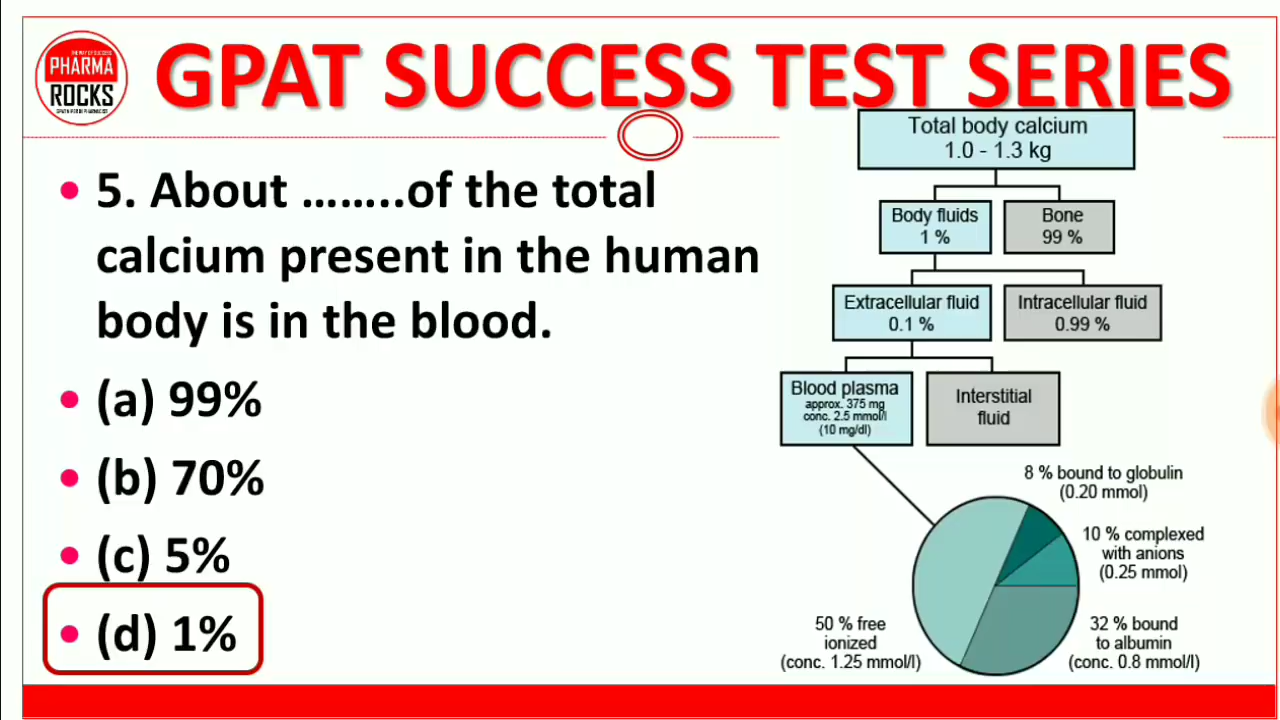 PHARMA
ROCKS
GPAT SUCCESS TEST SERIES
• 5. About ........of the total
calcium present in the human
body is in the blood.
• (a) 99%
• (b) 70%
• (c) 5%
• (d) 1%
Total body calcium
1.0 - 1.3 kg
Body fluids
1 %
Bone
99 %
Extracellular fluid
0.1 %
Intracellular fluid
0.99 %
Blood plasma
approx. 375 mg
conc. 2.5 mmol/l
(10 mg/dl)
Interstitial
fluid
8 % bound to globulin
(0.20 mmol)
10 % complexed
with anions
(0.25 mmol)
50 % free
ionized
(conc. 1.25 mmol/l)
32 % bound
to albumin
(conc. 0.8 mmol/l)